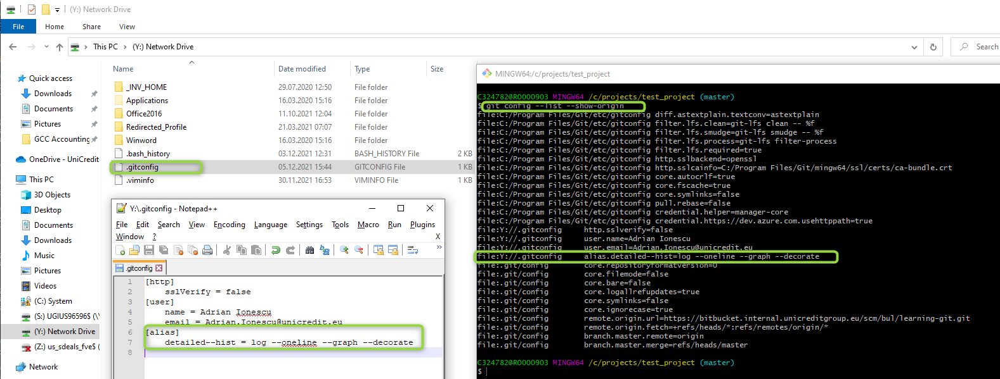 (Y:) Network Drive
File Home Share View
This PC > (Y:) Network Drive
Search
Name Date modified Type Size
Quick access
Downloads
Documents
Pictures
GCC Accounting
OneDrive - UniCredit
This PC
3D Objects
Desktop
Documents
Downloads
Music
Pictures
Videos
(C:) System
(S:) UGIUS96596$ (\\
(Y:) Network Drive
(Z:) us_sdeals_fve$ (
Network
_INV_HOME 29.07.2020 12:50 File folder
Applications 16.03.2020 15:16 File folder
Office2016 11.10.2021 12:04 File folder
Redirected_Profile 21.03.2021 07:07 File folder
Winword 16.03.2020 15:16 File folder
.bash_history 03.12.2021 12:31 BASH_HISTORY File 2 KB
.gitconfig 05.12.2021 15:44 GITCONFIG File 1 KB
.viminfo 30.11.2021 16:53 VIMINFO File 1 KB
Y:\.gitconfig - Notepad++
File Edit Search View Encoding Language Settings Tools Macro Run Plugins
Window ? X
.gitconfig
1 [http]
2 sslVerify = false
3 [user]
4 name = Adrian Ionescu
5 email = Adrian.Ionescu@unicredit.eu
6 [alias]
7 detailed--hist = log --oneline --graph --decorate
8
MINGW64:/c/projects/test_project
C324782@RO000903 MINGW64 /c/projects/test_project (master)
$ git config --list --show-origin
file:C:/Program Files/Git/etc/gitconfig diff.astextplain.textconv=astextplain
file:C:/Program Files/Git/etc/gitconfig filter.lfs.clean=git-lfs clean -- %f
file:C:/Program Files/Git/etc/gitconfig filter.lfs.smudge=git-lfs smudge -- %f
file:C:/Program Files/Git/etc/gitconfig filter.lfs.process=git-lfs filter-process
file:C:/Program Files/Git/etc/gitconfig filter.lfs.required=true
file:C:/Program Files/Git/etc/gitconfig http.sslbackend=openssl
file:C:/Program Files/Git/etc/gitconfig http.sslcainfo=C:/Program Files/Git/mingw64/ssl/certs/ca-bundle.crt
file:C:/Program Files/Git/etc/gitconfig core.autocrlf=true
file:C:/Program Files/Git/etc/gitconfig core.fscache=true
file:C:/Program Files/Git/etc/gitconfig core.symlinks=false
file:C:/Program Files/Git/etc/gitconfig pull.rebase=false
file:C:/Program Files/Git/etc/gitconfig credential.helper=manager-core
file:C:/Program Files/Git/etc/gitconfig credential.https://dev.azure.com.usehttppath=true
file:Y://.gitconfig http.sslverify=false
file:Y://.gitconfig user.name=Adrian Ionescu
file:Y://.gitconfig user.email=Adrian.Ionescu@unicredit.eu
file:Y://.gitconfig alias.detailed--hist=log --oneline --graph --decorate
file:.git/config core.repositoryformatversion=0
file:.git/config core.filemode=false
file:.git/config core.bare=false
file:.git/config core.logallrefupdates=true
file:.git/config core.symlinks=false
file:.git/config core.ignorecase=true
file:.git/config remote.origin.url=https://bitbucket.internal.unicreditgroup.eu/scm/bul/learning-git.git
file:.git/config remote.origin.fetch=+refs/heads/*:refs/remotes/origin/*
file:.git/config branch.master.remote=origin
file:.git/config branch.master.merge=refs/heads/master
C324782@RO000903 MINGW64 /c/projects/test_project (master)
$